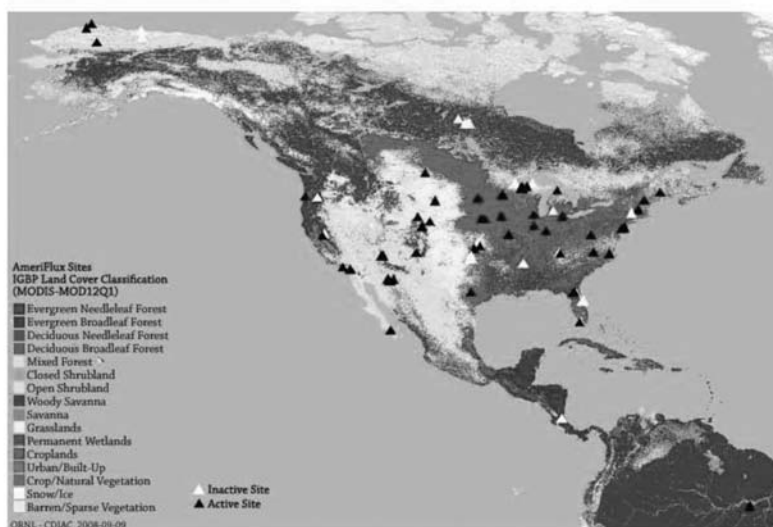 AmeriFlux Sites
IGBP Land Cover Classification
(MODIS-MOD12Q1)
Evergreen Needleleaf Forest
Evergreen Broadleaf Forest
Deciduous Needleleaf Forest
Deciduous Broadleaf Forest
Mixed Forest
Closed Shrubland
Open Shrubland
Woody Savanna
Savanna
Grasslands
Permanent Wetlands
Croplands
Urban/Built-Up
Crop/Natural Vegetation
Snow/Ice
Barren/Sparse Vegetation
Inactive Site
Active Site
ORNL - CDIAC 2008-09-09